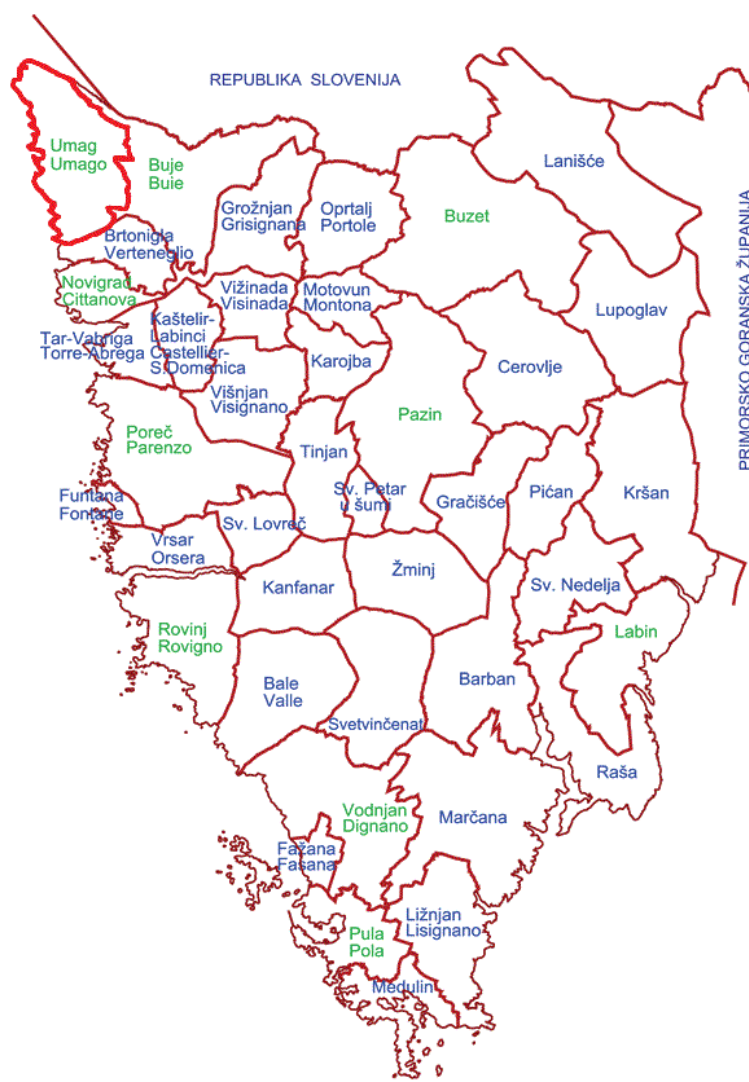 REPUBLIKA SLOVENIJA
Umag
Umago
Buje
Buie
Lanišće
Grožnjan
Grisignana
Oprtalj
Portole
Buzet
PRIMORSKO GORANSKA ŽUPANIJA
Brtonigla
Verteneglio
Novigrad
Cittanova
Vižinada
Visinada
Motovun
Montona
Lupoglav
Tar-Vabriga
Torre-Abrega
Kaštelir-
Labinci
Castellier-
S.Domenica
Karojba
Cerovlje
Višnjan
Visignano
Pazin
Poreč
Parenzo
Tinjan
Sv. Petar
u šumi
Gračišće
Pićan
Kršan
Funtana
Fontane
Sv. Lovreč
Vrsar
Orsera
Kanfanar
Žminj
Sv. Nedelja
Rovinj
Rovigno
Labin
Bale
Valle
Barban
Svetvinčenat
Raša
Vodnjan
Dignano
Marčana
Fažana
Fasana
Ližnjan
Lisignano
Pula
Pola
Medulin